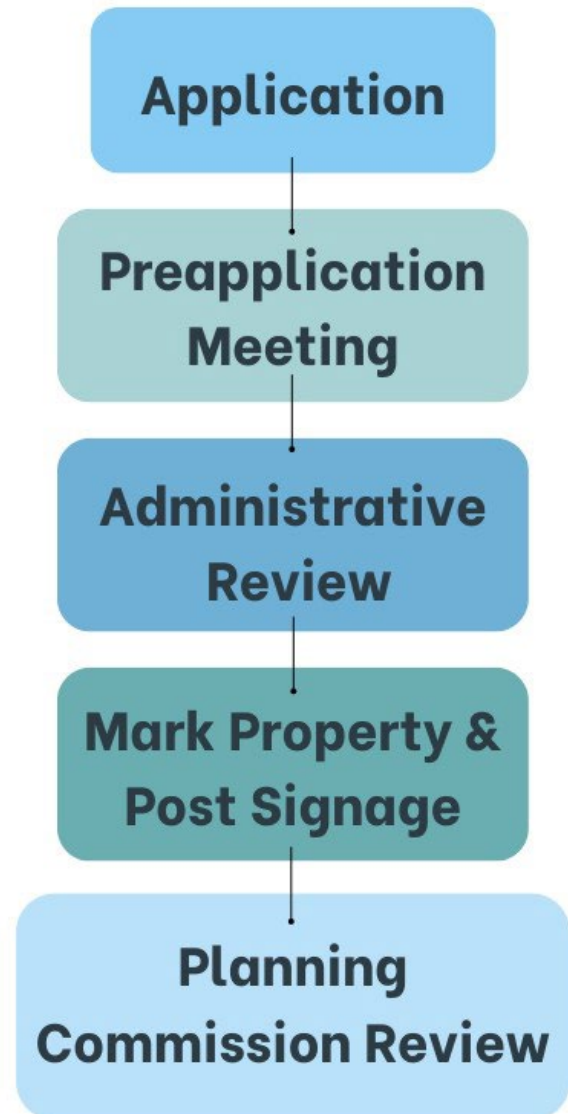 Application
Preapplication
Meeting
Administrative
Review
Mark Property &
Post Signage
Planning
Commission Review